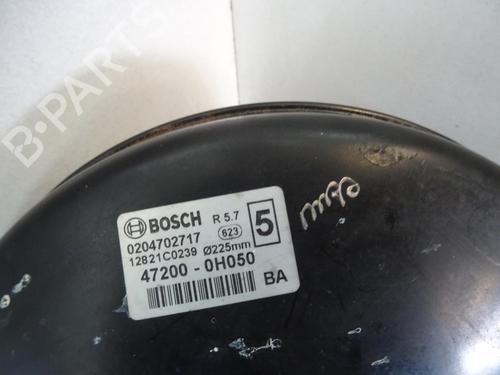 B-PARTS
BOSCH R 5.7 5
0204702717 623
12821C0239 Ø225mm
47200 - 0H050
BA